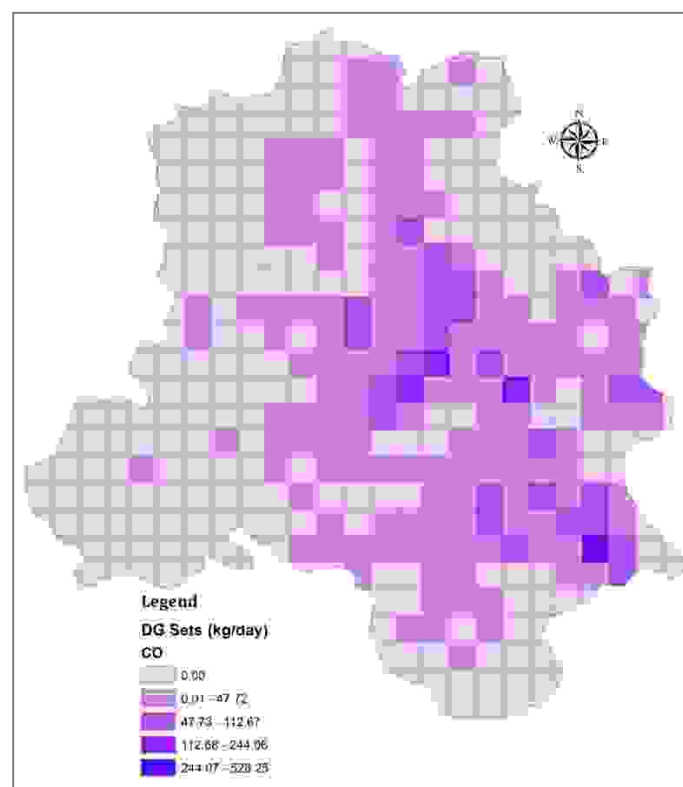 N
W E
S
Legend
DG Sets (kg/day)
CO
0.00
0.01 - 47.72
47.73 - 112.67
112.68 - 244.06
244.07 - 528.25